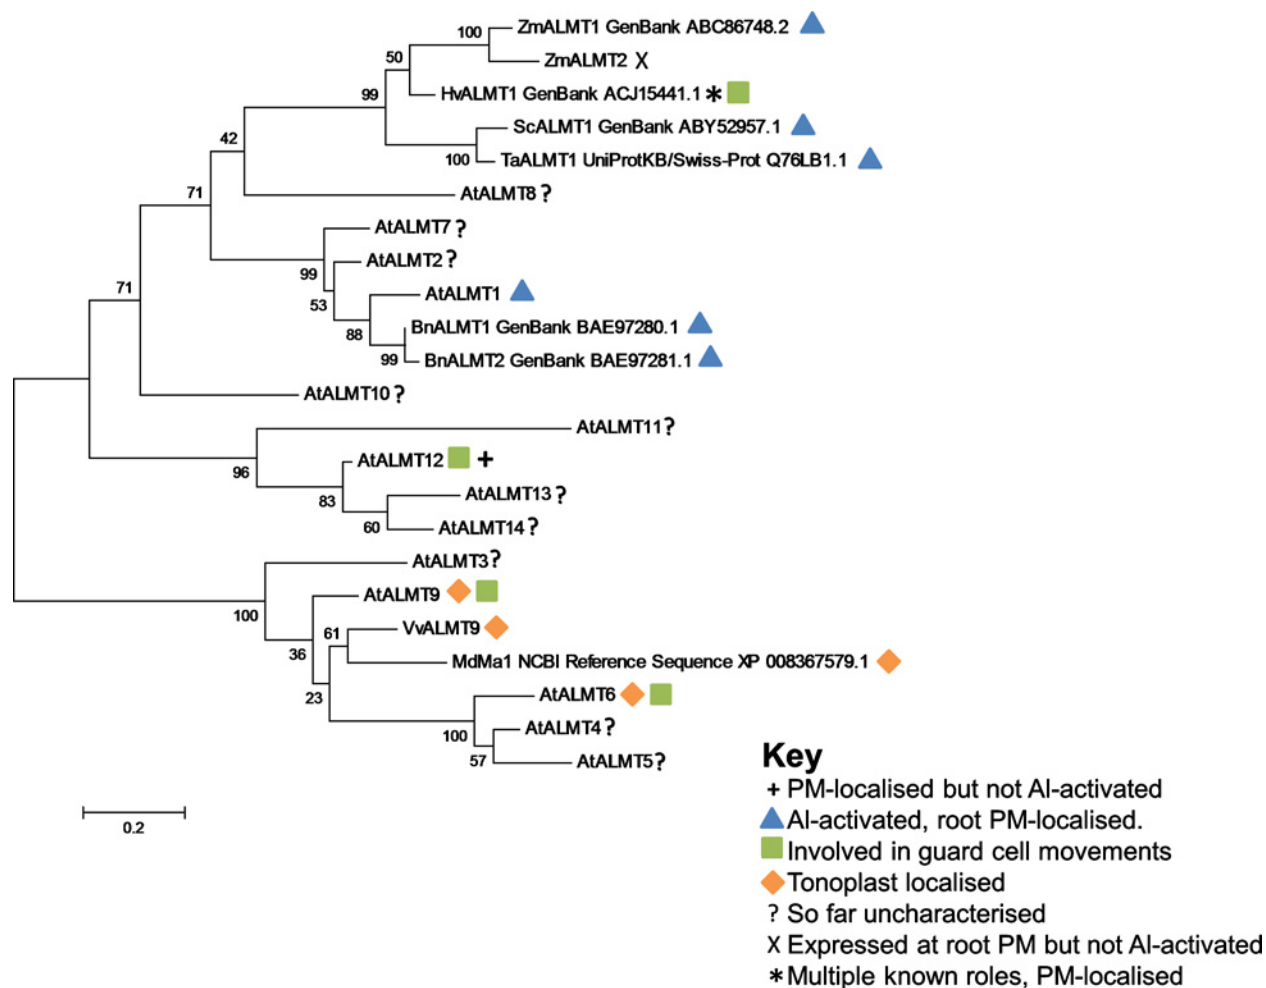 100
ZmALMT1 GenBank ABC86748.2
50
ZmALMT2 X
99
HvALMT1 GenBank ACJ15441.1 *
ScALMT1 GenBank ABY52957.1
42
100
TaALMT1 UniProtKB/Swiss-Prot Q76LB1.1
71
AtALMT8 ?
AtALMT7 ?
99
AtALMT2 ?
71
53
AtALMT1
88
BnALMT1 GenBank BAE97280.1
99
BnALMT2 GenBank BAE97281.1
AtALMT10 ?
AtALMT11 ?
96
AtALMT12 +
83
AtALMT13 ?
60
AtALMT14 ?
AtALMT3 ?
100
AtALMT9
61
VvALMT9
36
MdMa1 NCBI Reference Sequence XP 008367579.1
23
AtALMT6
100
AtALMT4 ?
57
AtALMT5 ?
0.2
Key
+ PM-localised but not Al-activated
Al-activated, root PM-localised.
Involved in guard cell movements
Tonoplast localised
? So far uncharacterised
X Expressed at root PM but not Al-activated
* Multiple known roles, PM-localised